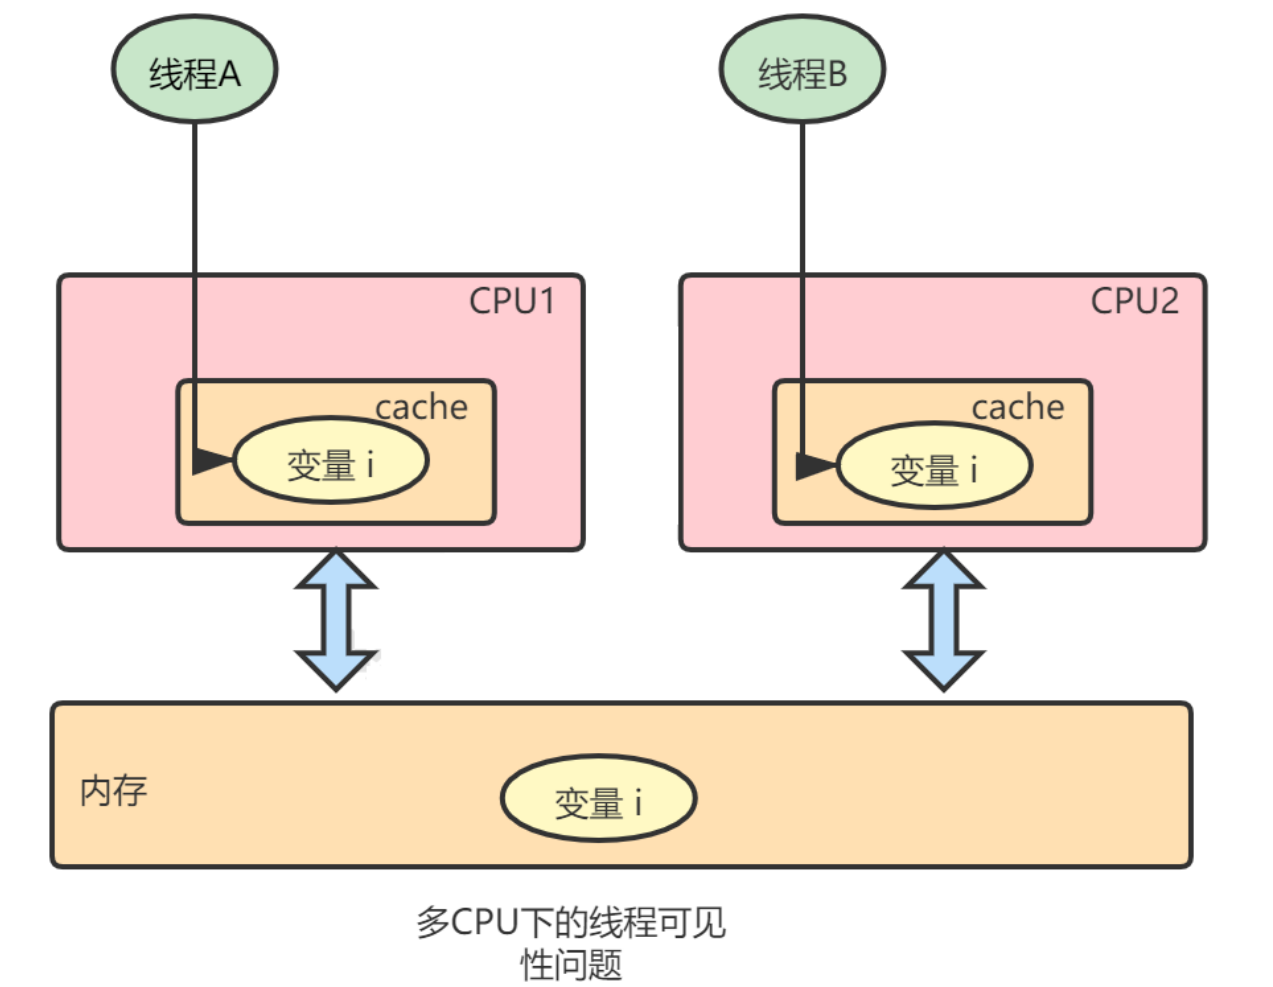 线程A
线程B
CPU1
CPU2
cache
cache
变量 i
变量 i
内存
变量 i
多CPU下的线程可见
性问题